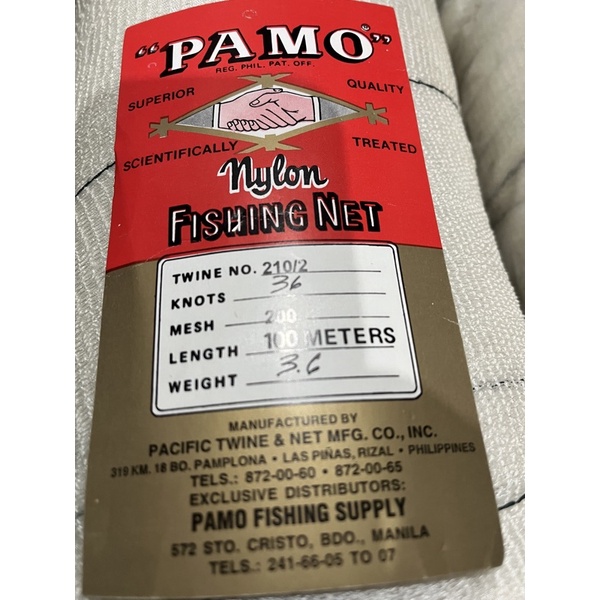 "PAMO"®
REG. PHIL. PAT. OFF.
SUPERIOR QUALITY
SCIENTIFICALLY TREATED
Nylon
FISHING NET
TWINE NO. 210/2
KNOTS 36
MESH 200
LENGTH 100 METERS
WEIGHT 3.6
MANUFACTURED BY
PACIFIC TWINE & NET MFG. CO., INC.
319 KM. 18 BO. PAMPLONA • LAS PIÑAS, RIZAL • PHILIPPINES
TELS.: 872-00-60 • 872-00-65
EXCLUSIVE DISTRIBUTORS:
PAMO FISHING SUPPLY
572 STO. CRISTO, BDO., MANILA
TELS.: 241-66-05 TO 07